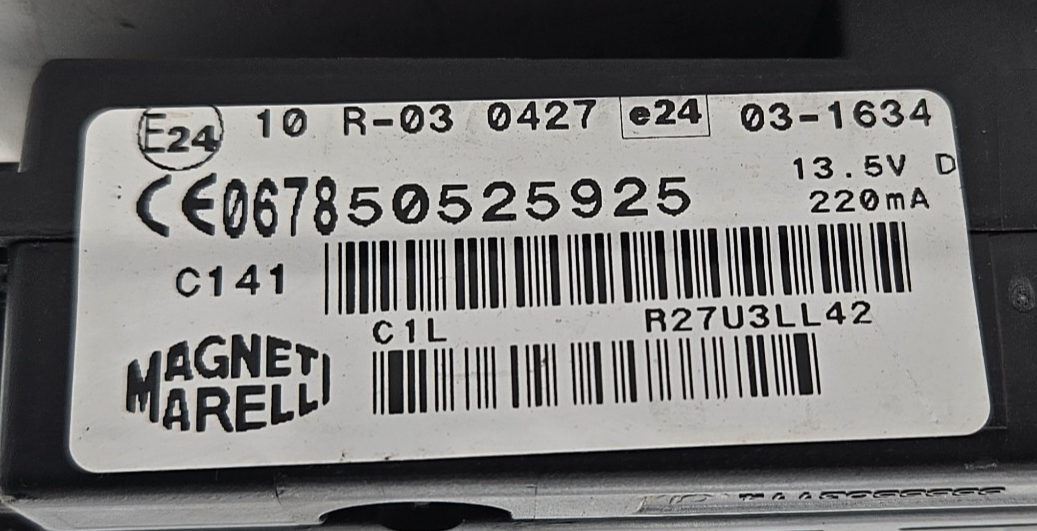 E24 10 R-03 0427 e24 03-1634
13.5V D
CE0678 50525925 220mA
C141
C1L R27U3LL42
MAGNETI
MARELLI